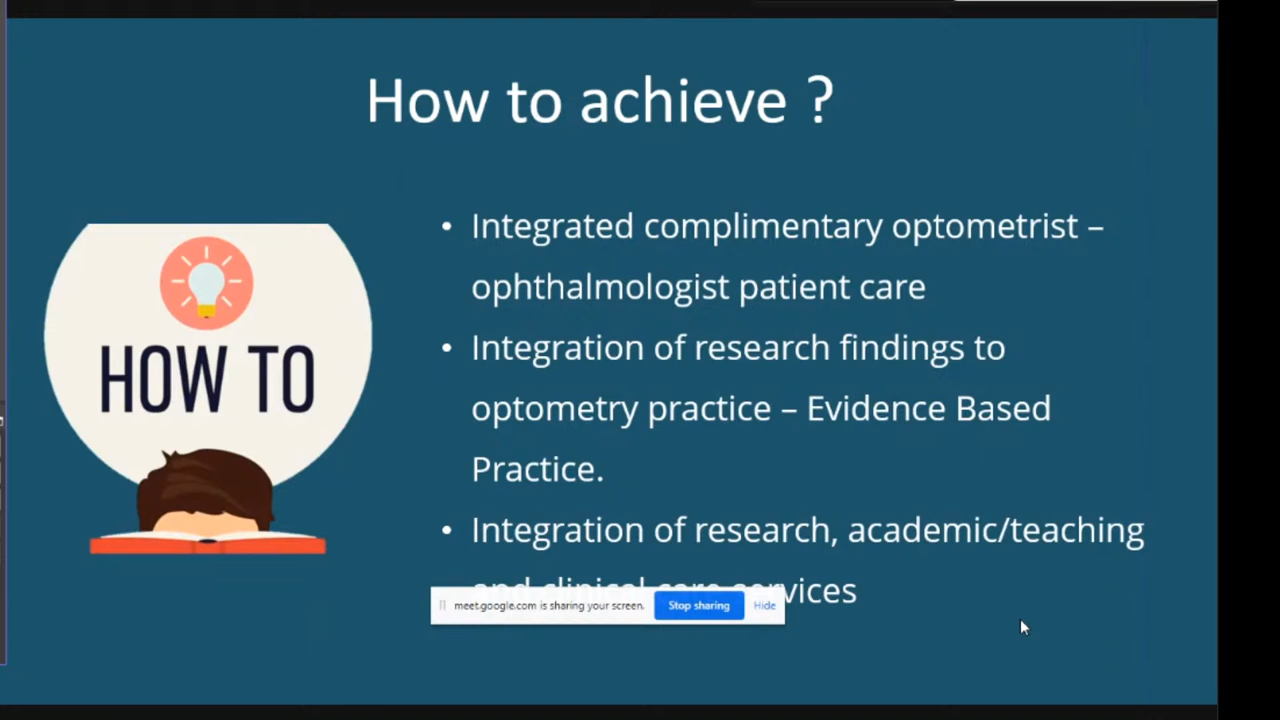 How to achieve ?
HOW TO
• Integrated complimentary optometrist –
ophthalmologist patient care
• Integration of research findings to
optometry practice – Evidence Based
Practice.
• Integration of research, academic/teaching
and clinical care services
meet.google.com is sharing your screen. Stop sharing Hide